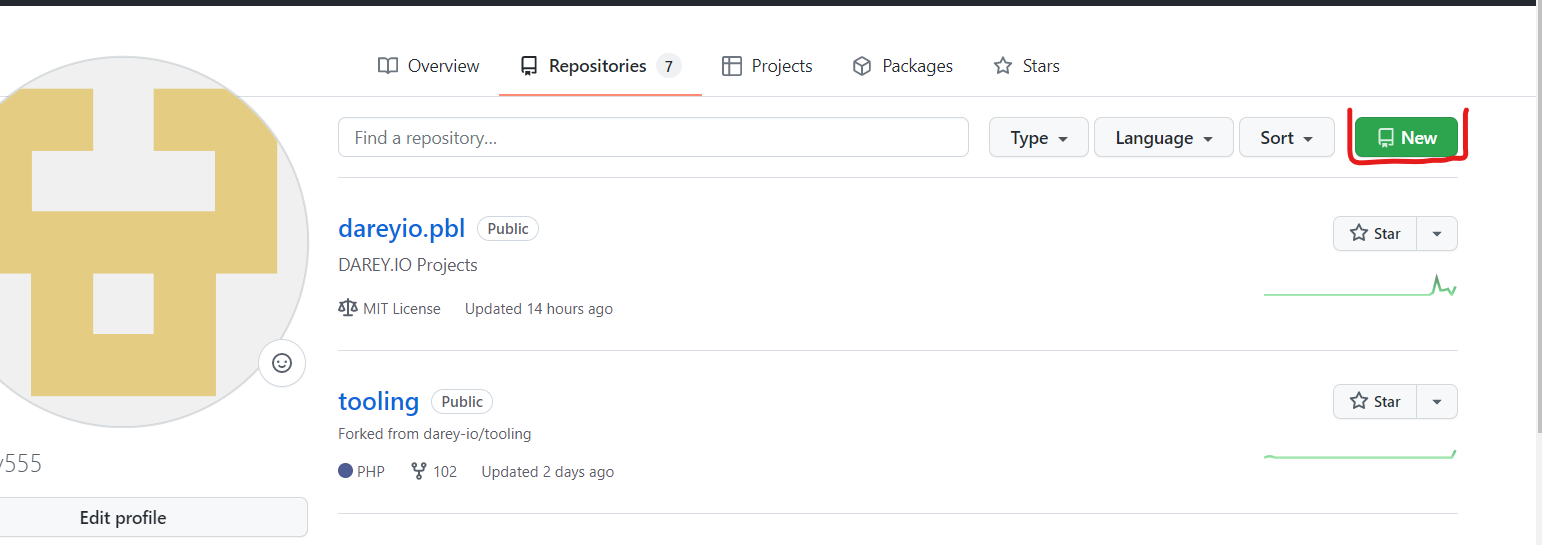 Overview Repositories 7 Projects Packages Stars
Find a repository... Type Language Sort New
dareyio.pbl Public Star
DAREY.IO Projects
MIT License Updated 14 hours ago
tooling Public Star
Forked from darey-io/tooling
PHP 102 Updated 2 days ago
555
Edit profile